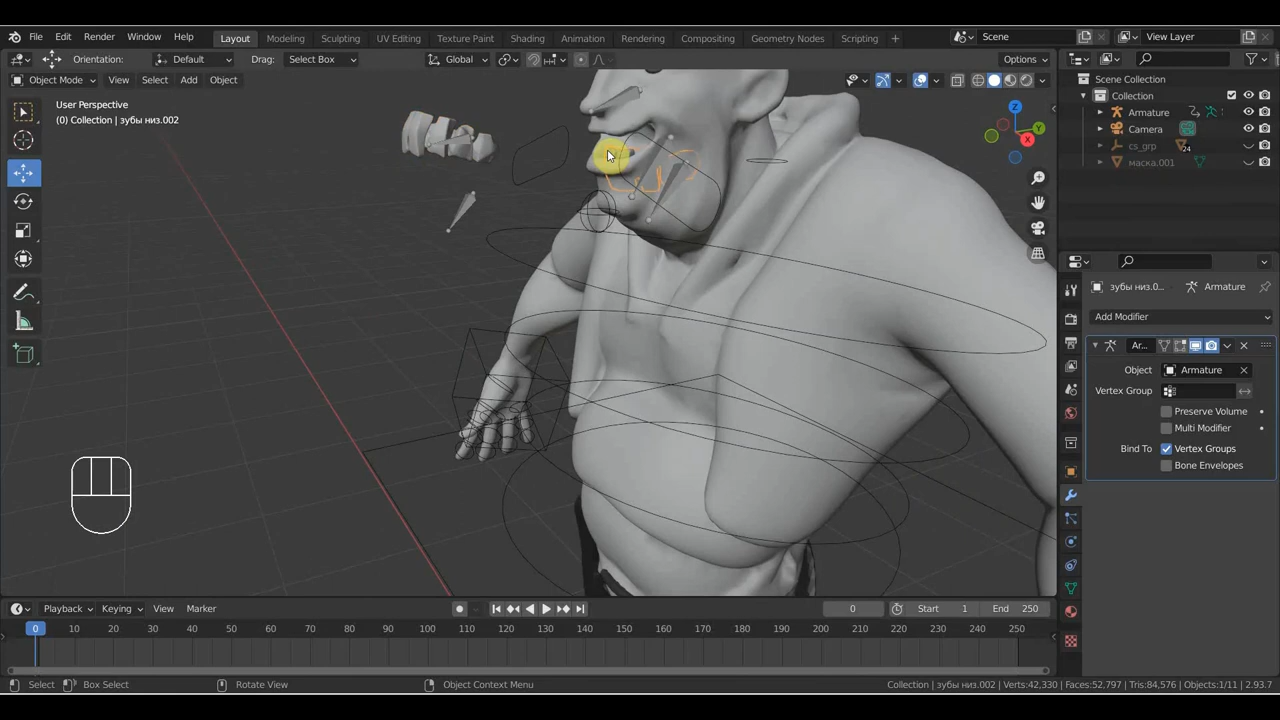 File Edit Render Window Help Layout Modeling Sculpting UV Editing Texture Paint Shading Animation Rendering Compositing Geometry Nodes Scripting + Scene View Layer
Orientation: Default Drag: Select Box Global Options
Object Mode View Select Add Object
User Perspective
(0) Collection | зубы низ.002
X
Y
Z
Scene Collection
Collection
Armature
Camera
cs_grp 24
маска.001
зубы низ.0... Armature
Add Modifier
Ar...
Object Armature
Vertex Group
Preserve Volume
Multi Modifier
Bind To Vertex Groups
Bone Envelopes
Playback Keying View Marker 0 Start 1 End 250
0 10 20 30 40 50 60 70 80 90 100 110 120 130 140 150 160 170 180 190 200 210 220 230 240 250
Select Box Select Rotate View Object Context Menu Collection | зубы низ.002 | Verts:42,330 | Faces:52,797 | Tris:84,576 | Objects:1/11 | 2.93.7